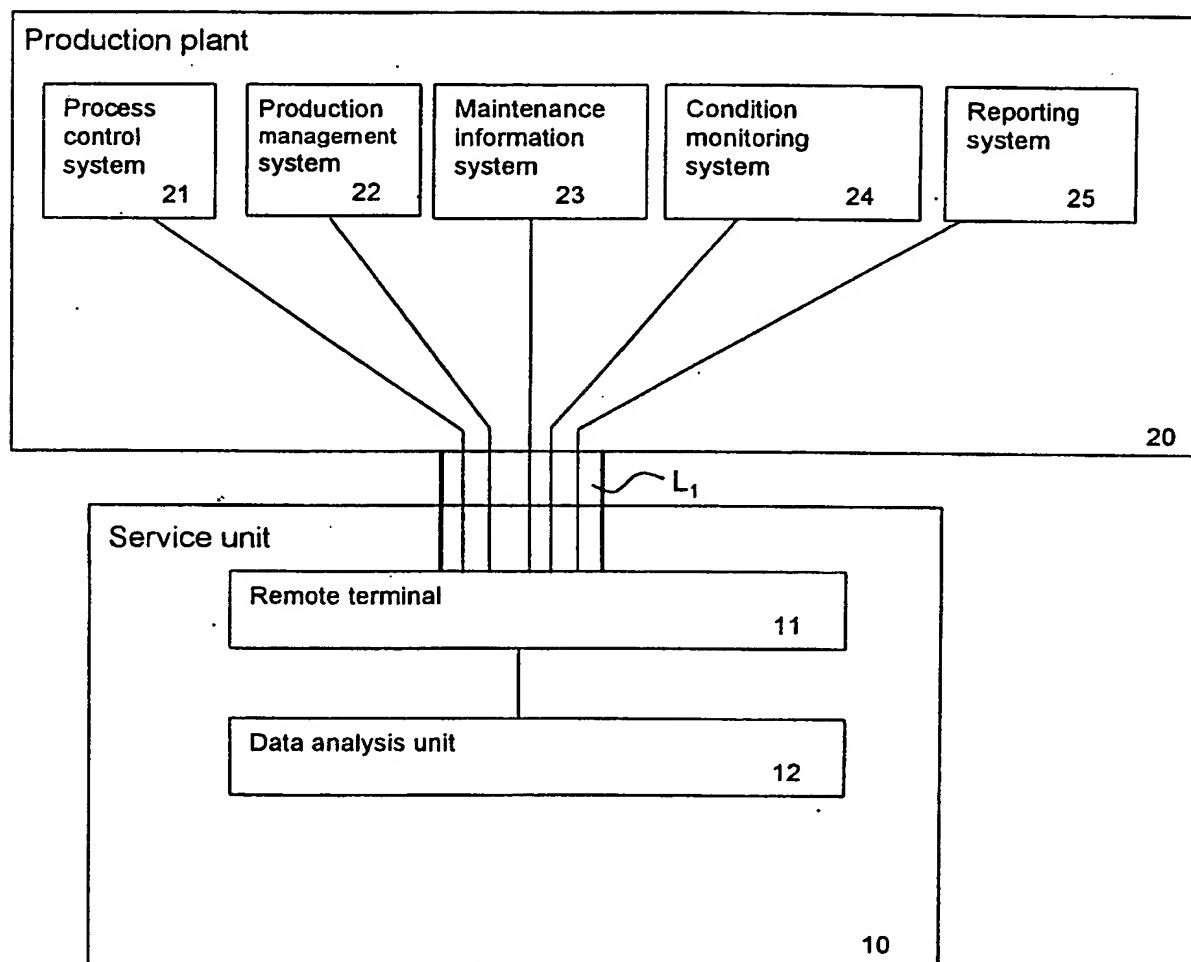 Production plant
Process
control
system
21
Production
management
system
22
Maintenance
information
system
23
Condition
monitoring
system
24
Reporting
system
25
20
L₁
Service unit
Remote terminal
11
Data analysis unit
12
10